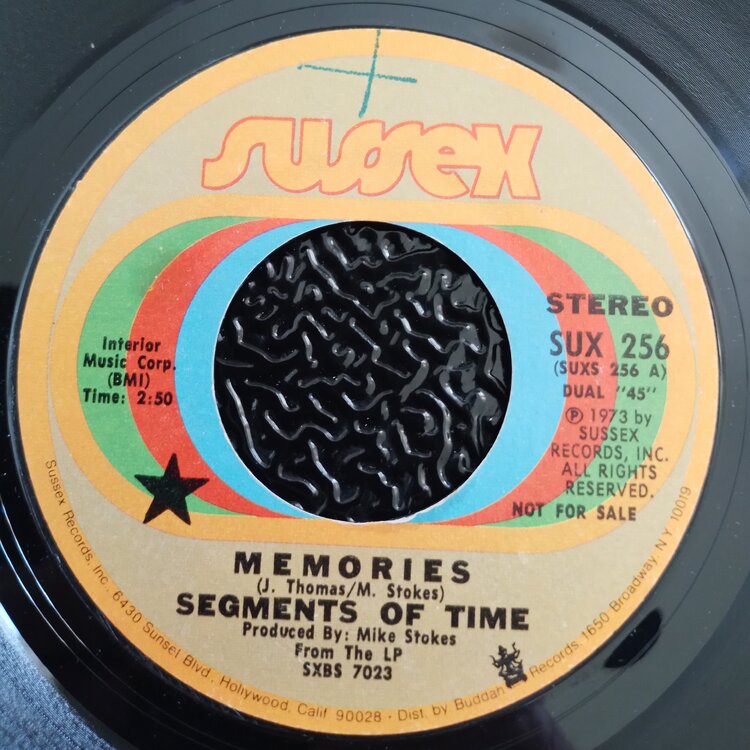 sussex
STEREO
SUX 256
(SUXS 256 A)
DUAL "45"
Ⓟ 1973 by
SUSSEX
RECORDS, INC.
ALL RIGHTS
RESERVED.
NOT FOR SALE
Interior
Music Corp.
(BMI)
Time: 2:50
MEMORIES
(J. Thomas/M. Stokes)
SEGMENTS OF TIME
Produced By: Mike Stokes
From The LP
SXBS 7023
Sussex Records, Inc., 6430 Sunset Blvd., Hollywood, Calif 90028 · Dist. by Buddah Records, 1650 Broadway, N.Y. 10019